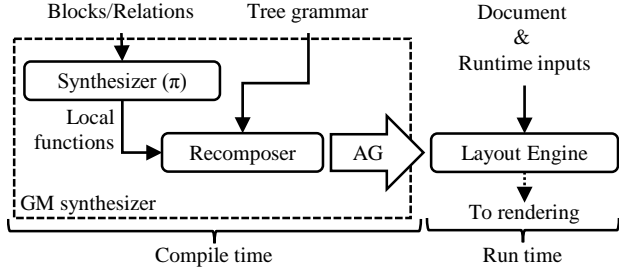 Blocks/Relations
Tree grammar
Document
&
Runtime inputs
Synthesizer (π)
Local
functions
Recomposer
AG
Layout Engine
GM synthesizer
To rendering
Compile time
Run time